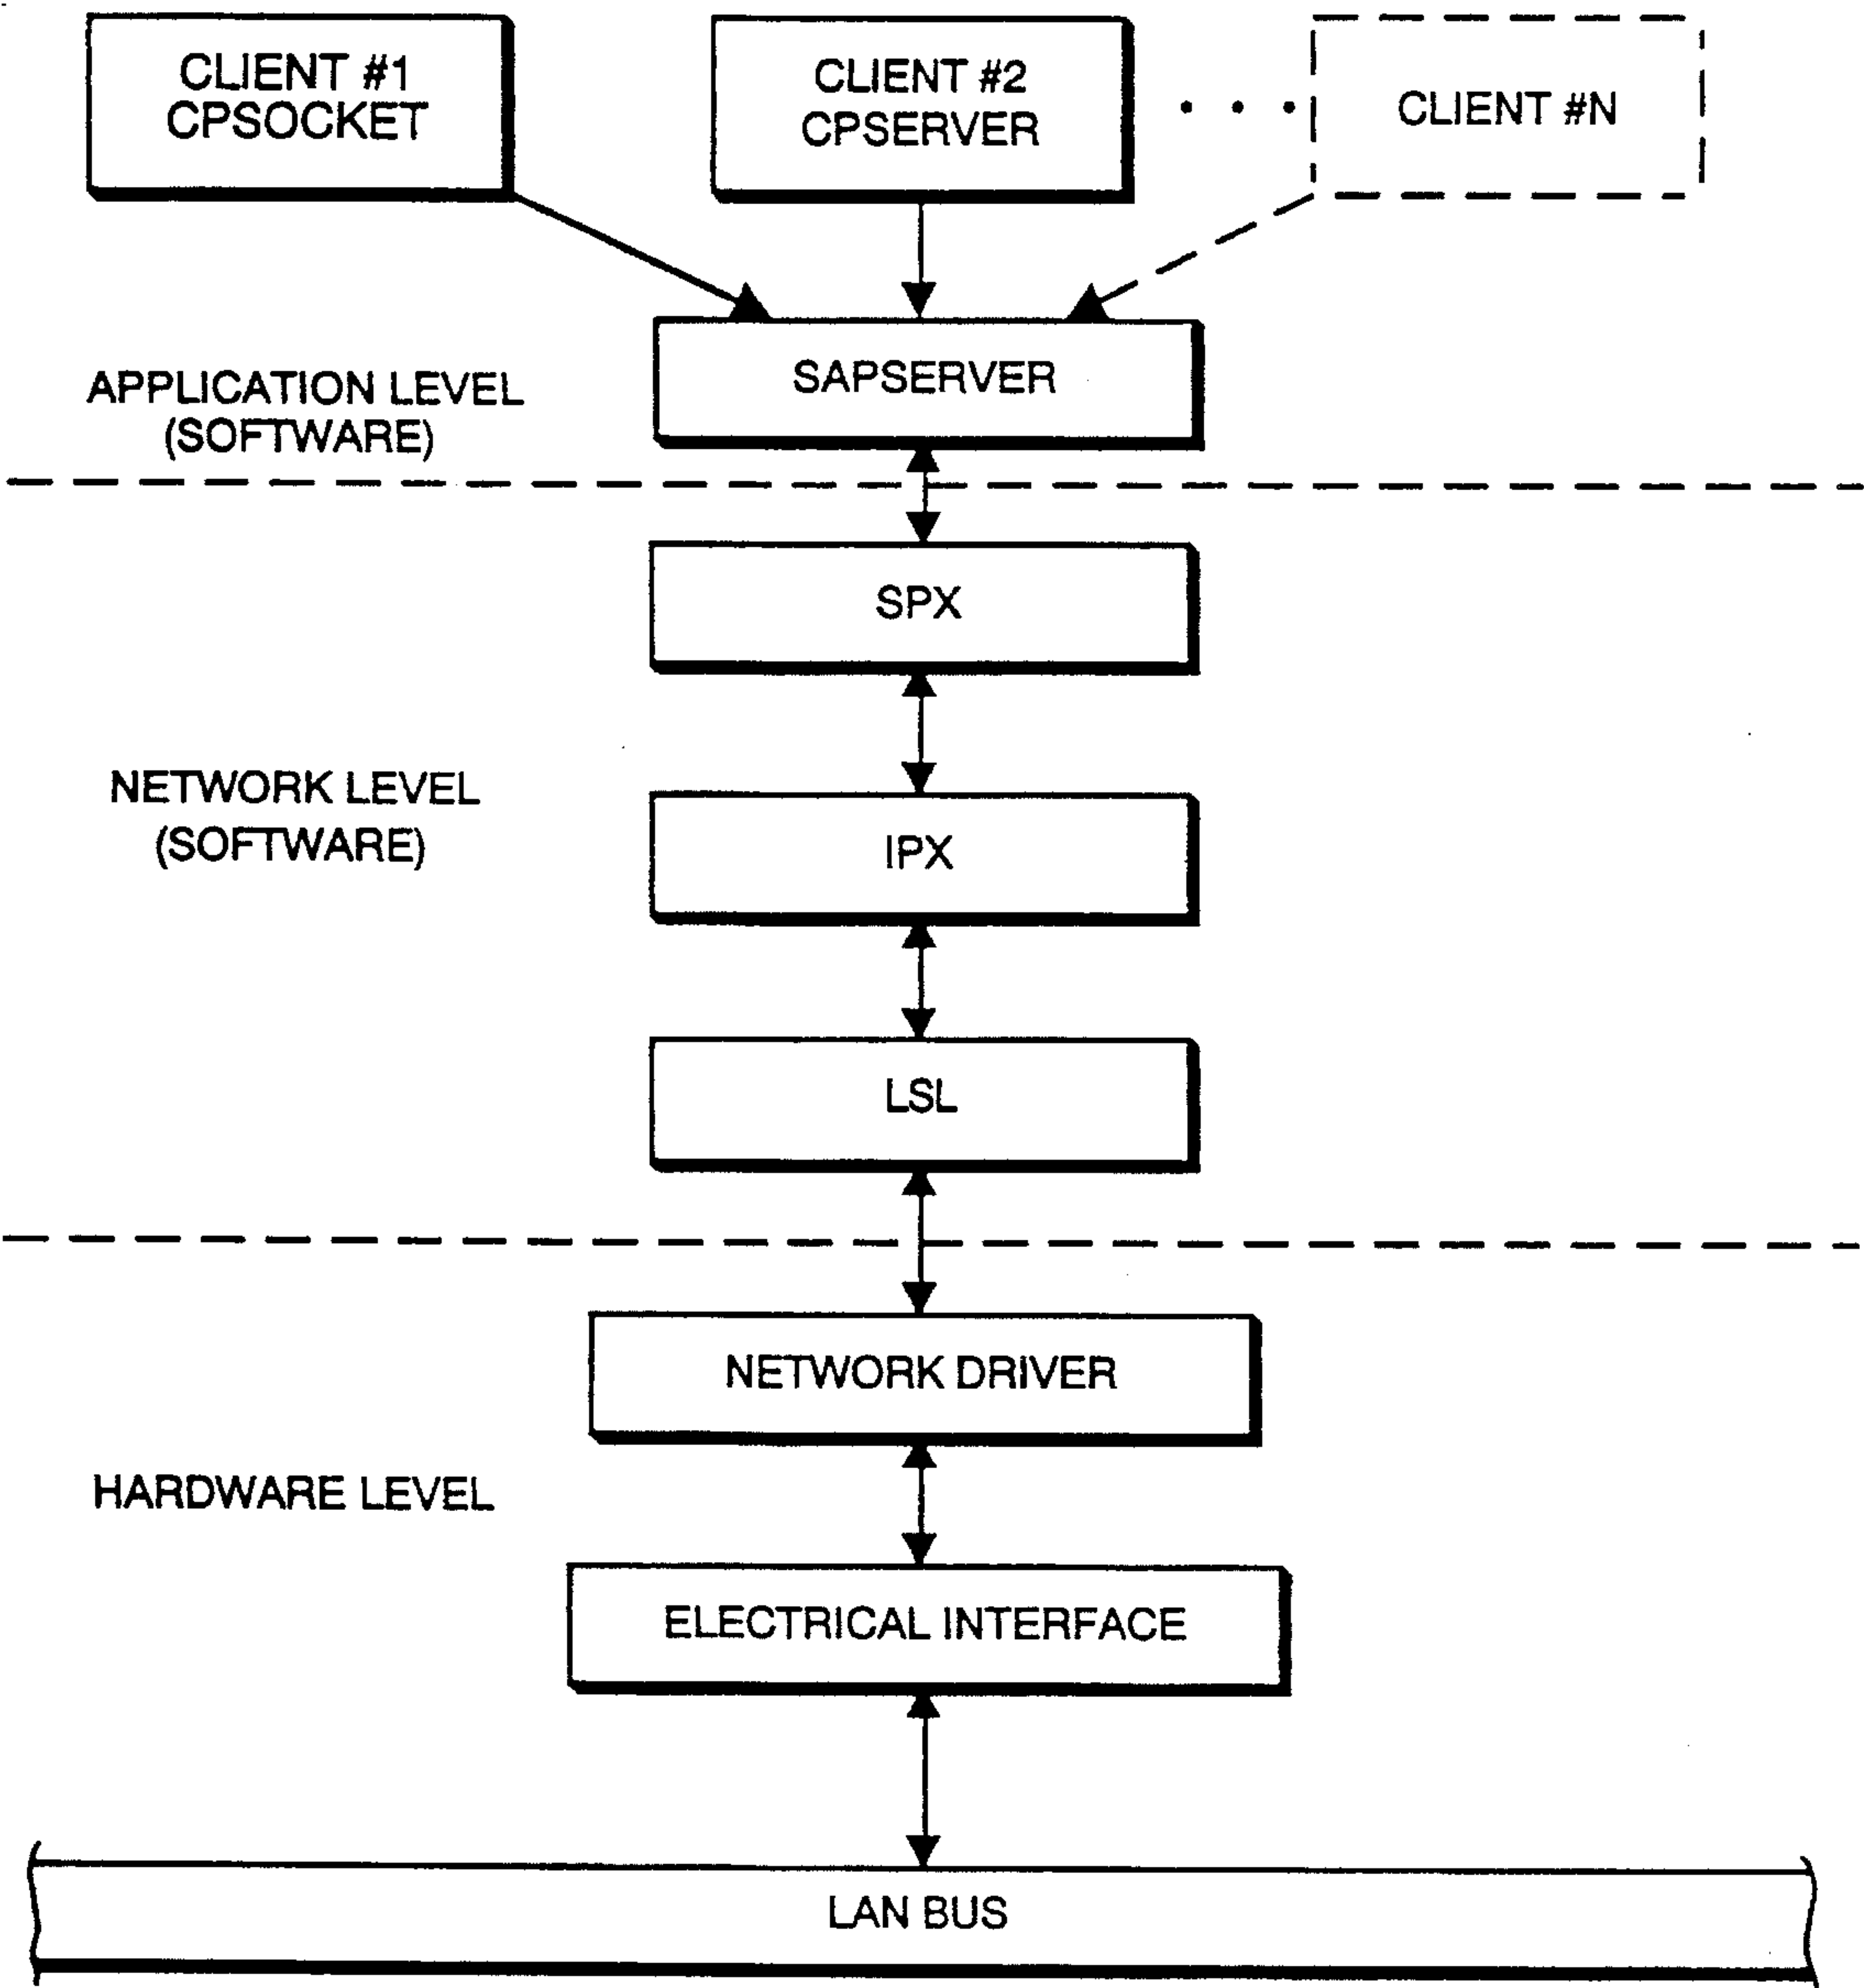 CLIENT #1
CPSOCKET
CLIENT #2
CPSERVER
CLIENT #N
SAPSERVER
APPLICATION LEVEL
(SOFTWARE)
SPX
NETWORK LEVEL
(SOFTWARE)
IPX
LSL
NETWORK DRIVER
HARDWARE LEVEL
ELECTRICAL INTERFACE
LAN BUS